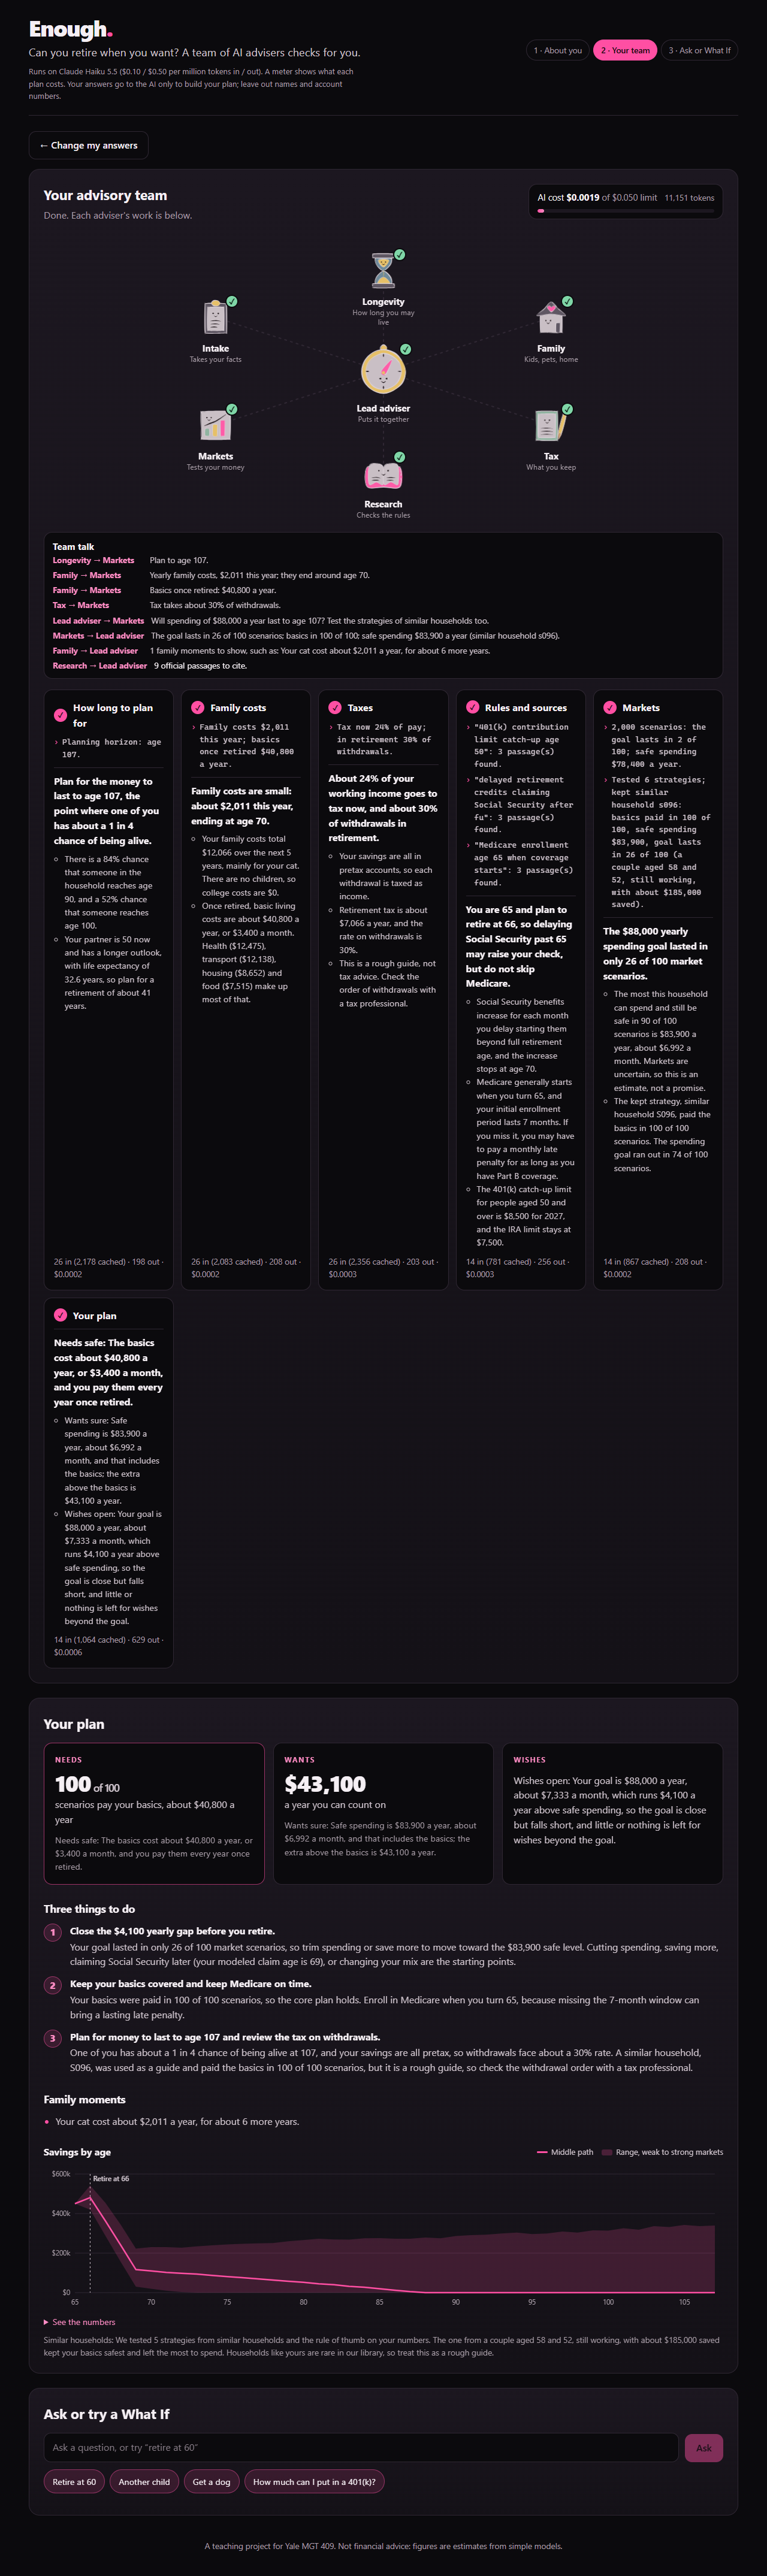 Enough.
Can you retire when you want? A team of AI advisers checks for you.
Runs on Claude Haiku 5.5 ($0.10 / $0.50 per million tokens in / out). A meter shows what each
plan costs. Your answers go to the AI only to build your plan; leave out names and account
numbers.
1 · About you
2 · Your team
3 · Ask or What If
← Change my answers
Your advisory team
Done. Each adviser's work is below.
AI cost $0.0019 of $0.050 limit 11,151 tokens
Longevity
How long you may
live
Intake
Takes your facts
Family
Kids, pets, home
Lead adviser
Puts it together
Markets
Tests your money
Tax
What you keep
Research
Checks the rules
Team talk
Longevity → Markets Plan to age 107.
Family → Markets Yearly family costs, $2,011 this year; they end around age 70.
Family → Markets Basics once retired: $40,800 a year.
Tax → Markets Tax takes about 30% of withdrawals.
Lead adviser → Markets Will spending of $88,000 a year last to age 107? Test the strategies of similar households too.
Markets → Lead adviser The goal lasts in 26 of 100 scenarios; basics in 100 of 100; safe spending $83,900 a year (similar household s096).
Family → Lead adviser 1 family moments to show, such as: Your cat cost about $2,011 a year, for about 6 more years.
Research → Lead adviser 9 official passages to cite.
How long to plan
for
› Planning horizon: age
107.
Plan for the money to
last to age 107, the
point where one of you
has about a 1 in 4
chance of being alive.
There is a 84% chance
that someone in the
household reaches age
90, and a 52% chance
that someone reaches
age 100.
Your partner is 50 now
and has a longer outlook,
with life expectancy of
32.6 years, so plan for a
retirement of about 41
years.
26 in (2,178 cached) · 198 out ·
$0.0002
Family costs
› Family costs $2,011
this year; basics
once retired $40,800
a year.
Family costs are small:
about $2,011 this year,
ending at age 70.
Your family costs total
$12,066 over the next 5
years, mainly for your cat.
There are no children, so
college costs are $0.
Once retired, basic living
costs are about $40,800 a
year, or $3,400 a month.
Health ($12,475),
transport ($12,138),
housing ($8,652) and
food ($7,515) make up
most of that.
26 in (2,083 cached) · 208 out ·
$0.0002
Taxes
› Tax now 24% of pay;
in retirement 30% of
withdrawals.
About 24% of your
working income goes to
tax now, and about 30%
of withdrawals in
retirement.
Your savings are all in
pretax accounts, so each
withdrawal is taxed as
income.
Retirement tax is about
$7,066 a year, and the
rate on withdrawals is
30%.
This is a rough guide, not
tax advice. Check the
order of withdrawals with
a tax professional.
26 in (2,356 cached) · 203 out ·
$0.0003
Rules and sources
› "401(k) contribution
limit catch-up age
50": 3 passage(s)
found.
› "delayed retirement
credits claiming
Social Security after
fu": 3 passage(s)
found.
› "Medicare enrollment
age 65 when coverage
starts": 3 passage(s)
found.
You are 65 and plan to
retire at 66, so delaying
Social Security past 65
may raise your check,
but do not skip
Medicare.
Social Security benefits
increase for each month
you delay starting them
beyond full retirement
age, and the increase
stops at age 70.
Medicare generally starts
when you turn 65, and
your initial enrollment
period lasts 7 months. If
you miss it, you may have
to pay a monthly late
penalty for as long as you
have Part B coverage.
The 401(k) catch-up limit
for people aged 50 and
over is $8,500 for 2027,
and the IRA limit stays at
$7,500.
14 in (781 cached) · 256 out ·
$0.0003
Markets
› 2,000 scenarios: the
goal lasts in 2 of
100; safe spending
$78,400 a year.
› Tested 6 strategies;
kept similar
household s096:
basics paid in 100 of
100, safe spending
$83,900, goal lasts
in 26 of 100 (a
couple aged 58 and
52, still working,
with about $185,000
saved).
The $88,000 yearly
spending goal lasted in
only 26 of 100 market
scenarios.
The most this household
can spend and still be
safe in 90 of 100
scenarios is $83,900 a
year, about $6,992 a
month. Markets are
uncertain, so this is an
estimate, not a promise.
The kept strategy, similar
household S096, paid the
basics in 100 of 100
scenarios. The spending
goal ran out in 74 of 100
scenarios.
14 in (867 cached) · 208 out ·
$0.0002
Your plan
Needs safe: The basics
cost about $40,800 a
year, or $3,400 a month,
and you pay them every
year once retired.
Wants sure: Safe
spending is $83,900 a
year, about $6,992 a
month, and that includes
the basics; the extra
above the basics is
$43,100 a year.
Wishes open: Your goal is
$88,000 a year, about
$7,333 a month, which
runs $4,100 a year above
safe spending, so the
goal is close but falls
short, and little or
nothing is left for wishes
beyond the goal.
14 in (1,064 cached) · 629 out ·
$0.0006
Your plan
NEEDS
100 of 100
scenarios pay your basics, about $40,800 a
year
Needs safe: The basics cost about $40,800 a year, or
$3,400 a month, and you pay them every year once
retired.
WANTS
$43,100
a year you can count on
Wants sure: Safe spending is $83,900 a year, about
$6,992 a month, and that includes the basics; the
extra above the basics is $43,100 a year.
WISHES
Wishes open: Your goal is $88,000 a year,
about $7,333 a month, which runs $4,100 a
year above safe spending, so the goal is close
but falls short, and little or nothing is left for
wishes beyond the goal.
Three things to do
1 Close the $4,100 yearly gap before you retire.
Your goal lasted in only 26 of 100 market scenarios, so trim spending or save more to move toward the $83,900 safe level. Cutting spending, saving more,
claiming Social Security later (your modeled claim age is 69), or changing your mix are the starting points.
2 Keep your basics covered and keep Medicare on time.
Your basics were paid in 100 of 100 scenarios, so the core plan holds. Enroll in Medicare when you turn 65, because missing the 7-month window can
bring a lasting late penalty.
3 Plan for money to last to age 107 and review the tax on withdrawals.
One of you has about a 1 in 4 chance of being alive at 107, and your savings are all pretax, so withdrawals face about a 30% rate. A similar household,
S096, was used as a guide and paid the basics in 100 of 100 scenarios, but it is a rough guide, so check the withdrawal order with a tax professional.
Family moments
Your cat cost about $2,011 a year, for about 6 more years.
Savings by age
Middle path
Range, weak to strong markets
$600k
Retire at 66
$400k
$200k
$0
65 70 75 80 85 90 95 100 105
▶ See the numbers
Similar households: We tested 5 strategies from similar households and the rule of thumb on your numbers. The one from a couple aged 58 and 52, still working, with about $185,000 saved
kept your basics safest and left the most to spend. Households like yours are rare in our library, so treat this as a rough guide.
Ask or try a What If
Ask a question, or try "retire at 60"
Ask
Retire at 60
Another child
Get a dog
How much can I put in a 401(k)?
A teaching project for Yale MGT 409. Not financial advice: figures are estimates from simple models.